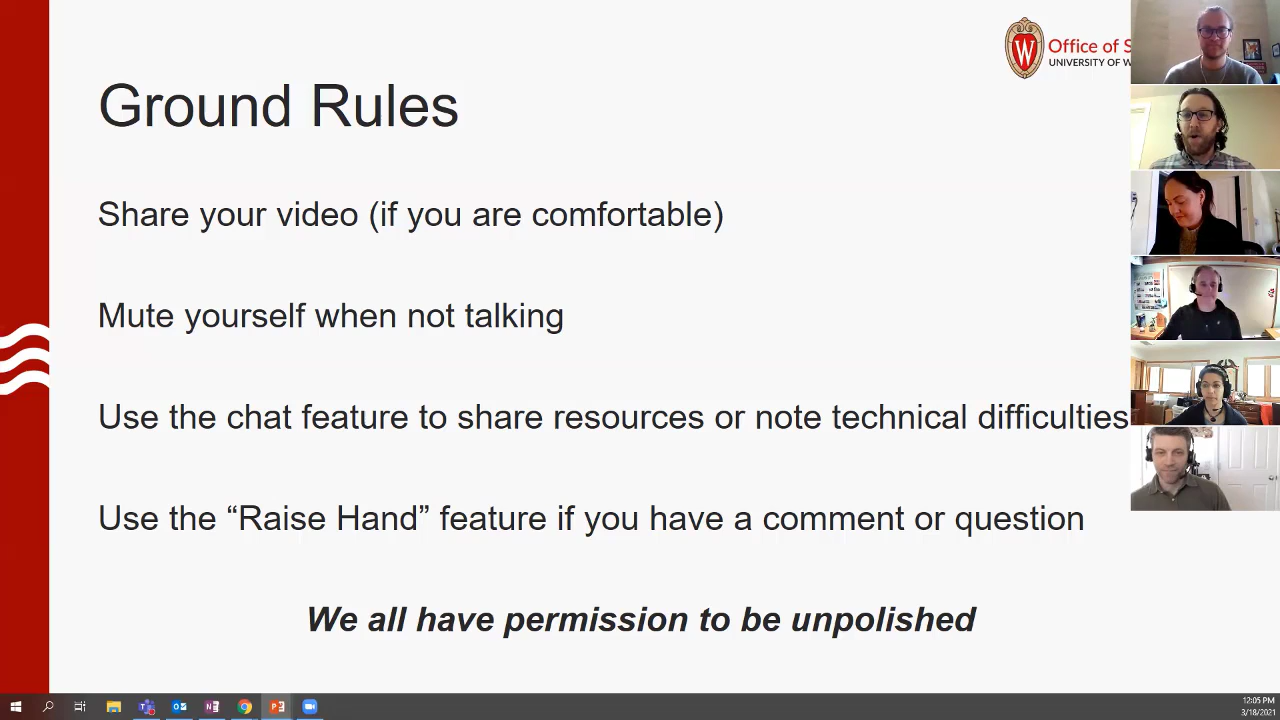 W
Office of
UNIVERSITY OF
Ground Rules
Share your video (if you are comfortable)
Mute yourself when not talking
Use the chat feature to share resources or note technical difficulties
Use the “Raise Hand” feature if you have a comment or question
We all have permission to be unpolished
12:05 PM
3/18/2021